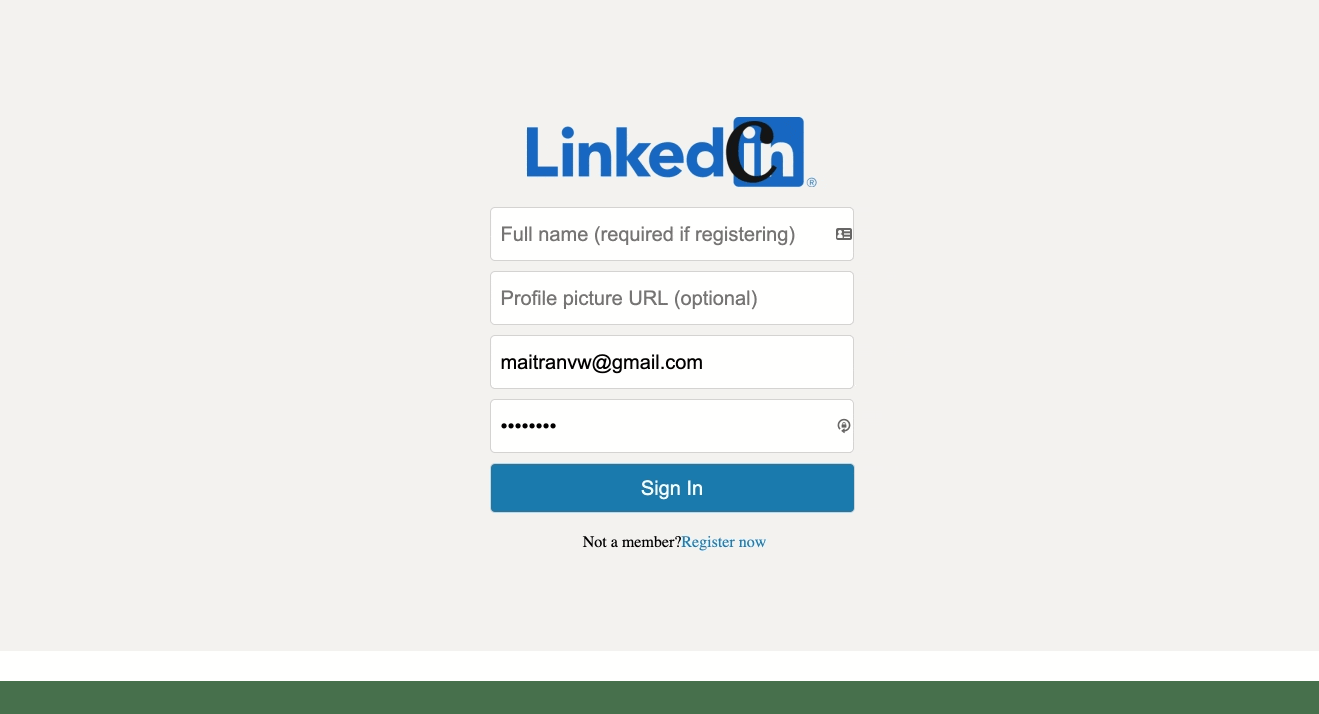 Linkedin C ®
Full name (required if registering)
Profile picture URL (optional)
maitranvw@gmail.com
••••••••
Sign In
Not a member?Register now